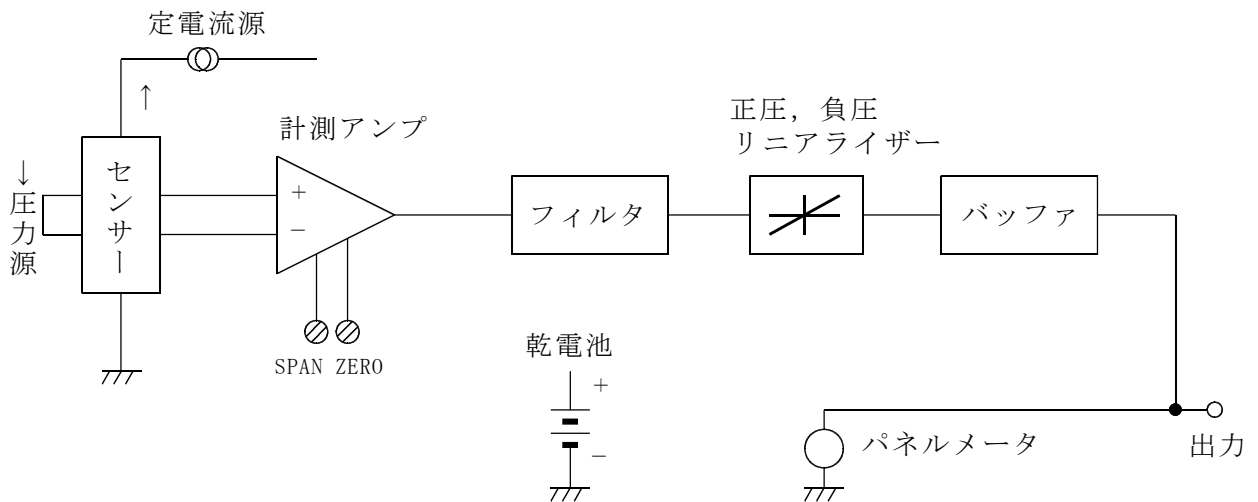 定電流源
↑
↓圧力源
センサー
計測アンプ
+
−
SPAN ZERO
フィルタ
正圧，負圧
リニアライザー
バッファ
乾電池
+
−
パネルメータ
出力